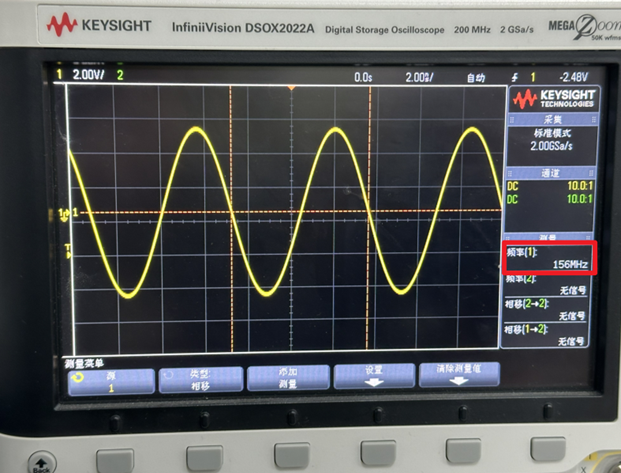 KEYSIGHT InfiniiVision DSOX2022A Digital Storage Oscilloscope 200 MHz 2 GSa/s MEGA Zoom
50K wfms
1 2.00V/ 2 0.0s 2.00 自动 1 -2.48V
KEYSIGHT
TECHNOLOGIES
采集
标准模式
2.00GSa/s
通道
DC 10.0:1
DC 10.0:1
1 1
测量
频率(1):
156MHz
频率(2):
无信号
相移(2→2):
无信号
相移(1→2):
无信号
测量菜单
源
1
类型
相移
添加
测量
设置
清除测量值
Back
X